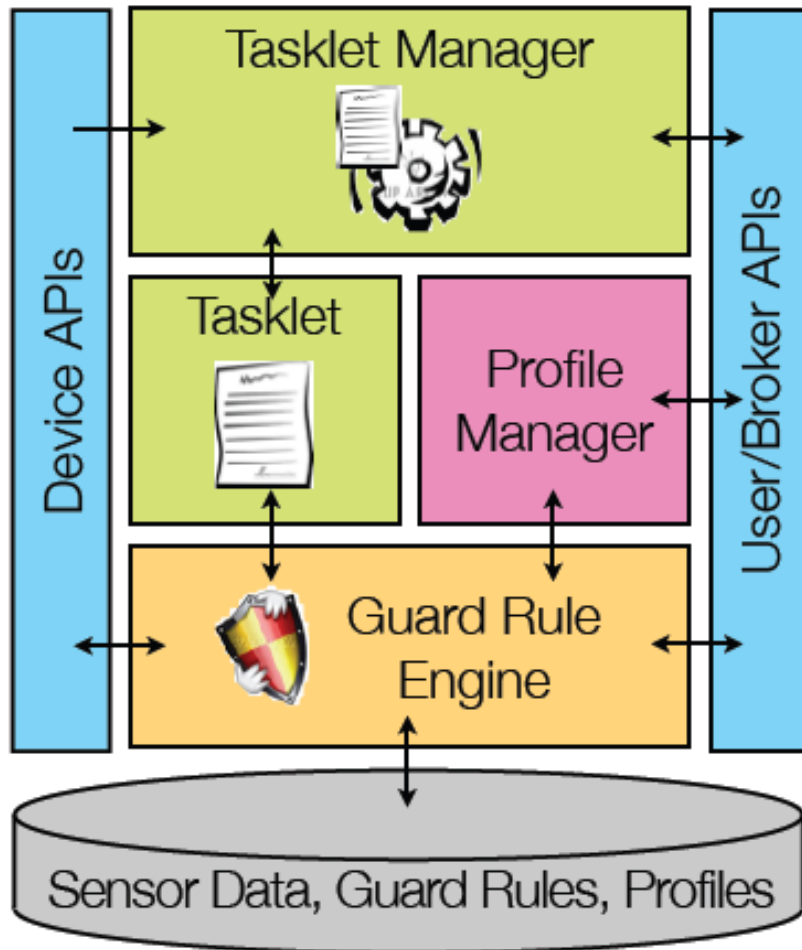 Tasklet Manager
Device APIs
User/Broker APIs
Tasklet
Profile
Manager
Guard Rule
Engine
Sensor Data, Guard Rules, Profiles